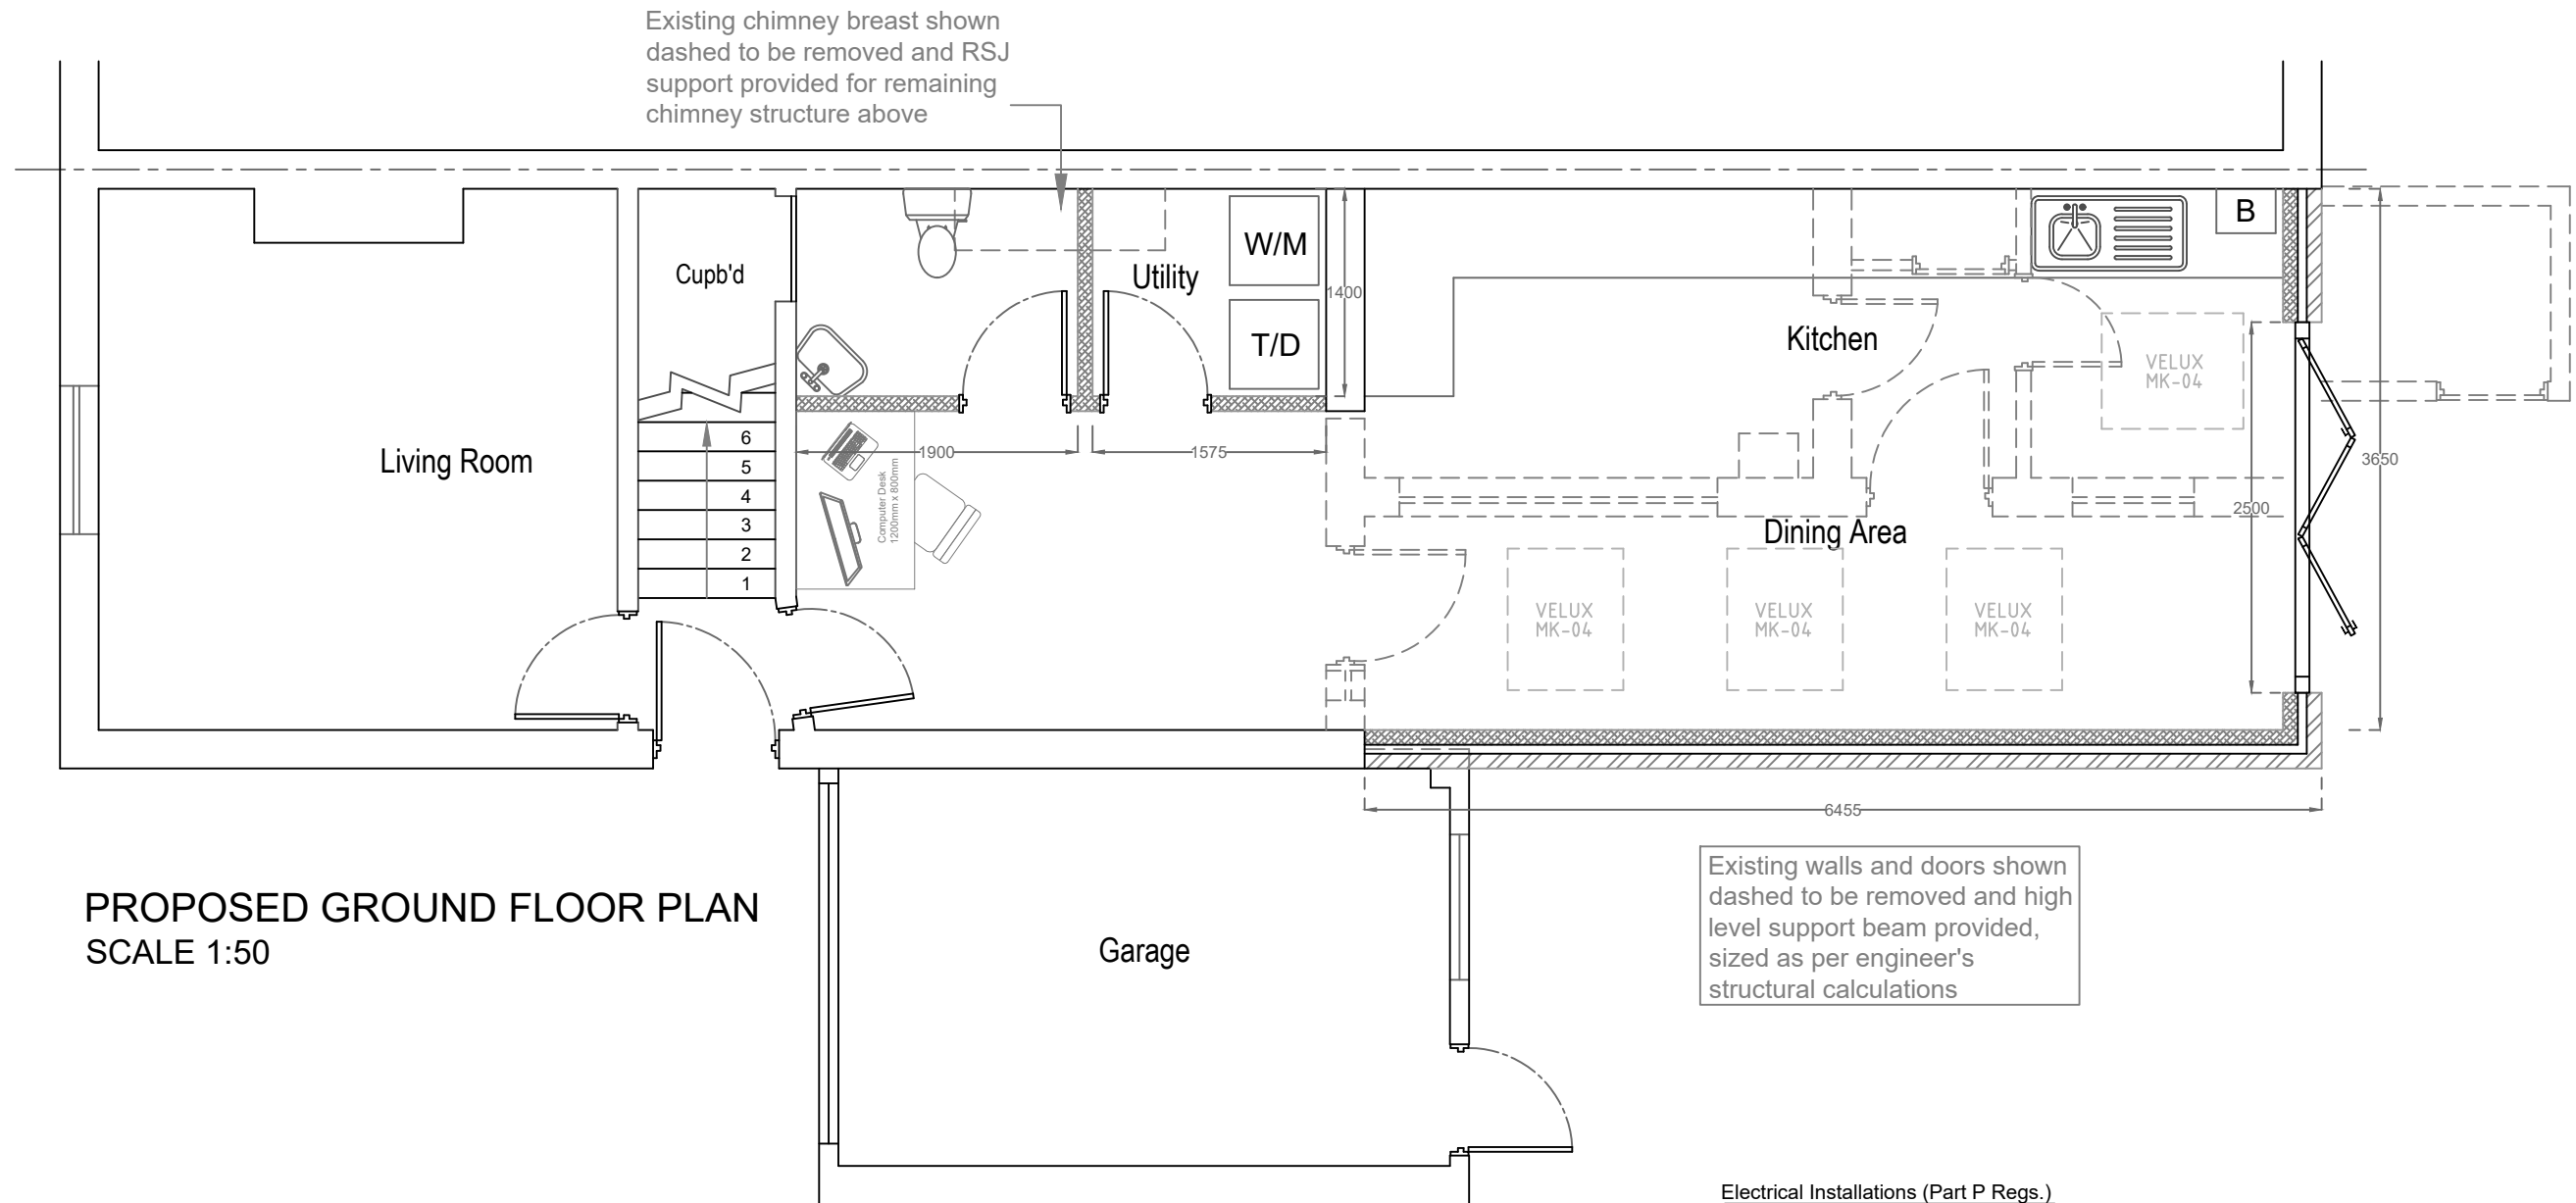 Existing chimney breast shown
dashed to be removed and RSJ
support provided for remaining
chimney structure above
W/M
B
Cupb'd
Utility
1400
T/D
Kitchen
VELUX
MK-04
6
5
4
3
2
1
Living Room
1900
1575
3650
Computer Desk
1200mm x 800mm
2500
Dining Area
VELUX
MK-04
VELUX
MK-04
VELUX
MK-04
6455
Existing walls and doors shown
dashed to be removed and high
level support beam provided,
sized as per engineer's
structural calculations
PROPOSED GROUND FLOOR PLAN
SCALE 1:50
Garage
Electrical Installations (Part P Regs.)